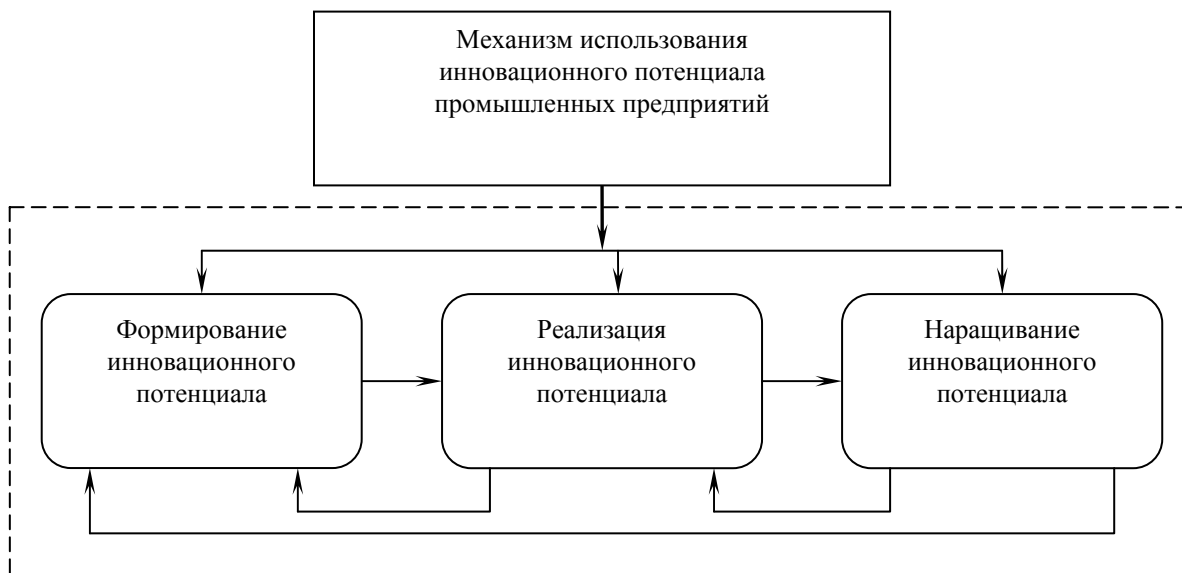 Механизм использования
инновационного потенциала
промышленных предприятий
Формирование
инновационного
потенциала
Реализация
инновационного
потенциала
Наращивание
инновационного
потенциала